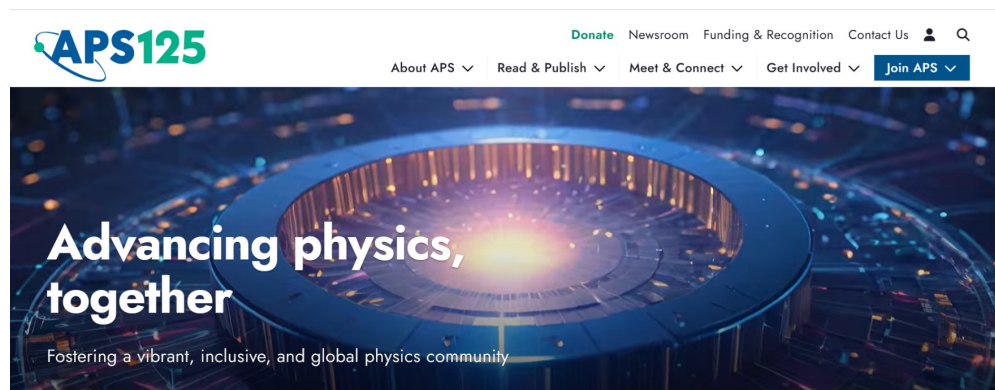 APS125
Donate Newsroom Funding & Recognition Contact Us
About APS Read & Publish Meet & Connect Get Involved Join APS
Advancing physics,
together
Fostering a vibrant, inclusive, and global physics community